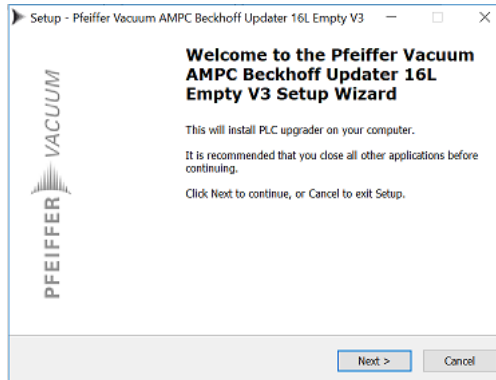 Setup - Pfeiffer Vacuum AMPC Beckhoff Updater 16L Empty V3
Welcome to the Pfeiffer Vacuum
AMPC Beckhoff Updater 16L
Empty V3 Setup Wizard
This will install PLC upgrader on your computer.
It is recommended that you close all other applications before
continuing.
Click Next to continue, or Cancel to exit Setup.
PFEIFFER VACUUM
Next >
Cancel